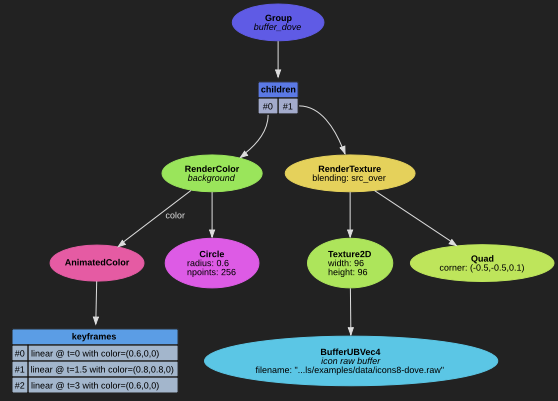 Group
buffer_dove
children
#0 #1
RenderColor
background
RenderTexture
blending: src_over
color
AnimatedColor
Circle
radius: 0.6
npoints: 256
Texture2D
width: 96
height: 96
Quad
corner: (-0.5,-0.5,0.1)
keyframes
#0 linear @ t=0 with color=(0.6,0,0)
#1 linear @ t=1.5 with color=(0.8,0.8,0)
#2 linear @ t=3 with color=(0.6,0,0)
BufferUBVec4
icon raw buffer
filename: "...ls/examples/data/icons8-dove.raw"